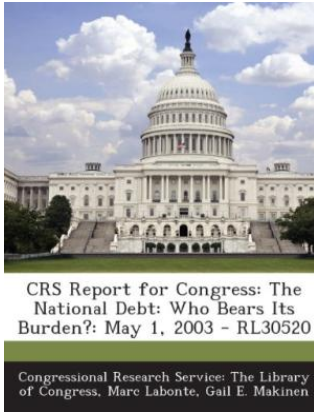 CRS Report for Congress: The
National Debt: Who Bears Its
Burden?: May 1, 2003 - RL30520
Congressional Research Service: The Library
of Congress, Marc Labonte, Gail E. Makinen